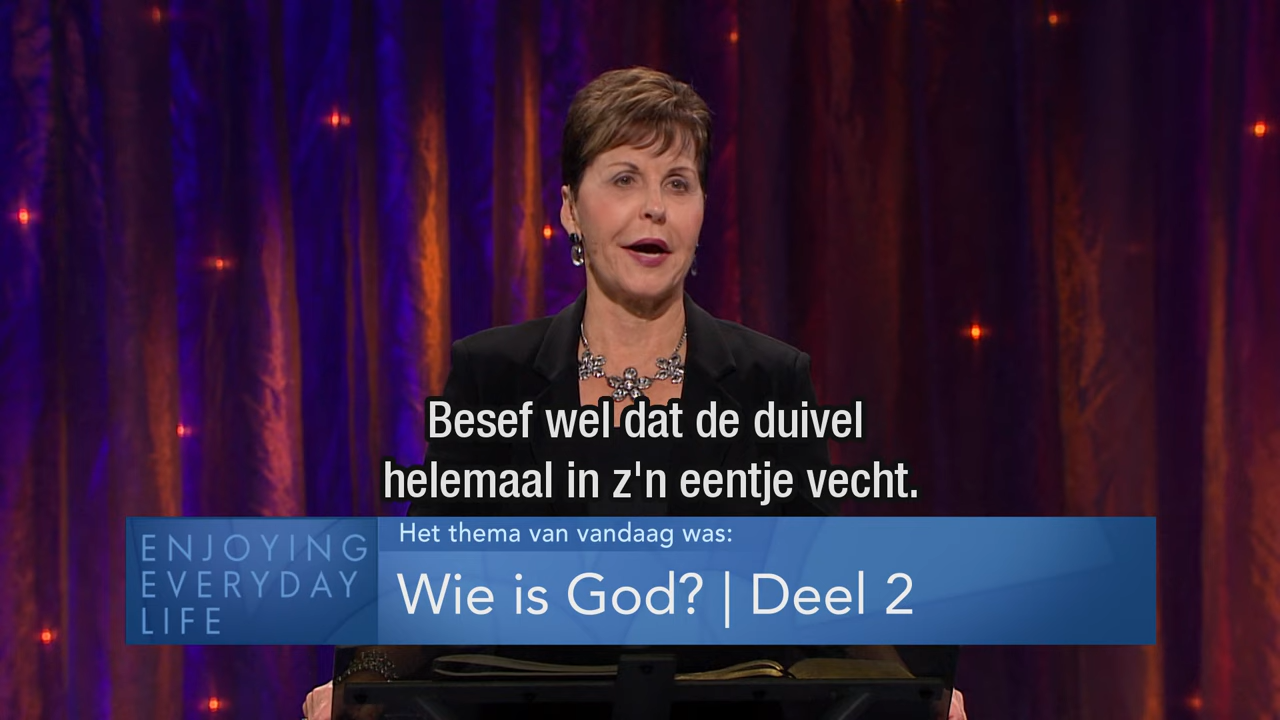 Besef wel dat de duivel
helemaal in z'n eentje vecht.
ENJOYING
EVERYDAY
LIFE
Het thema van vandaag was:
Wie is God? | Deel 2